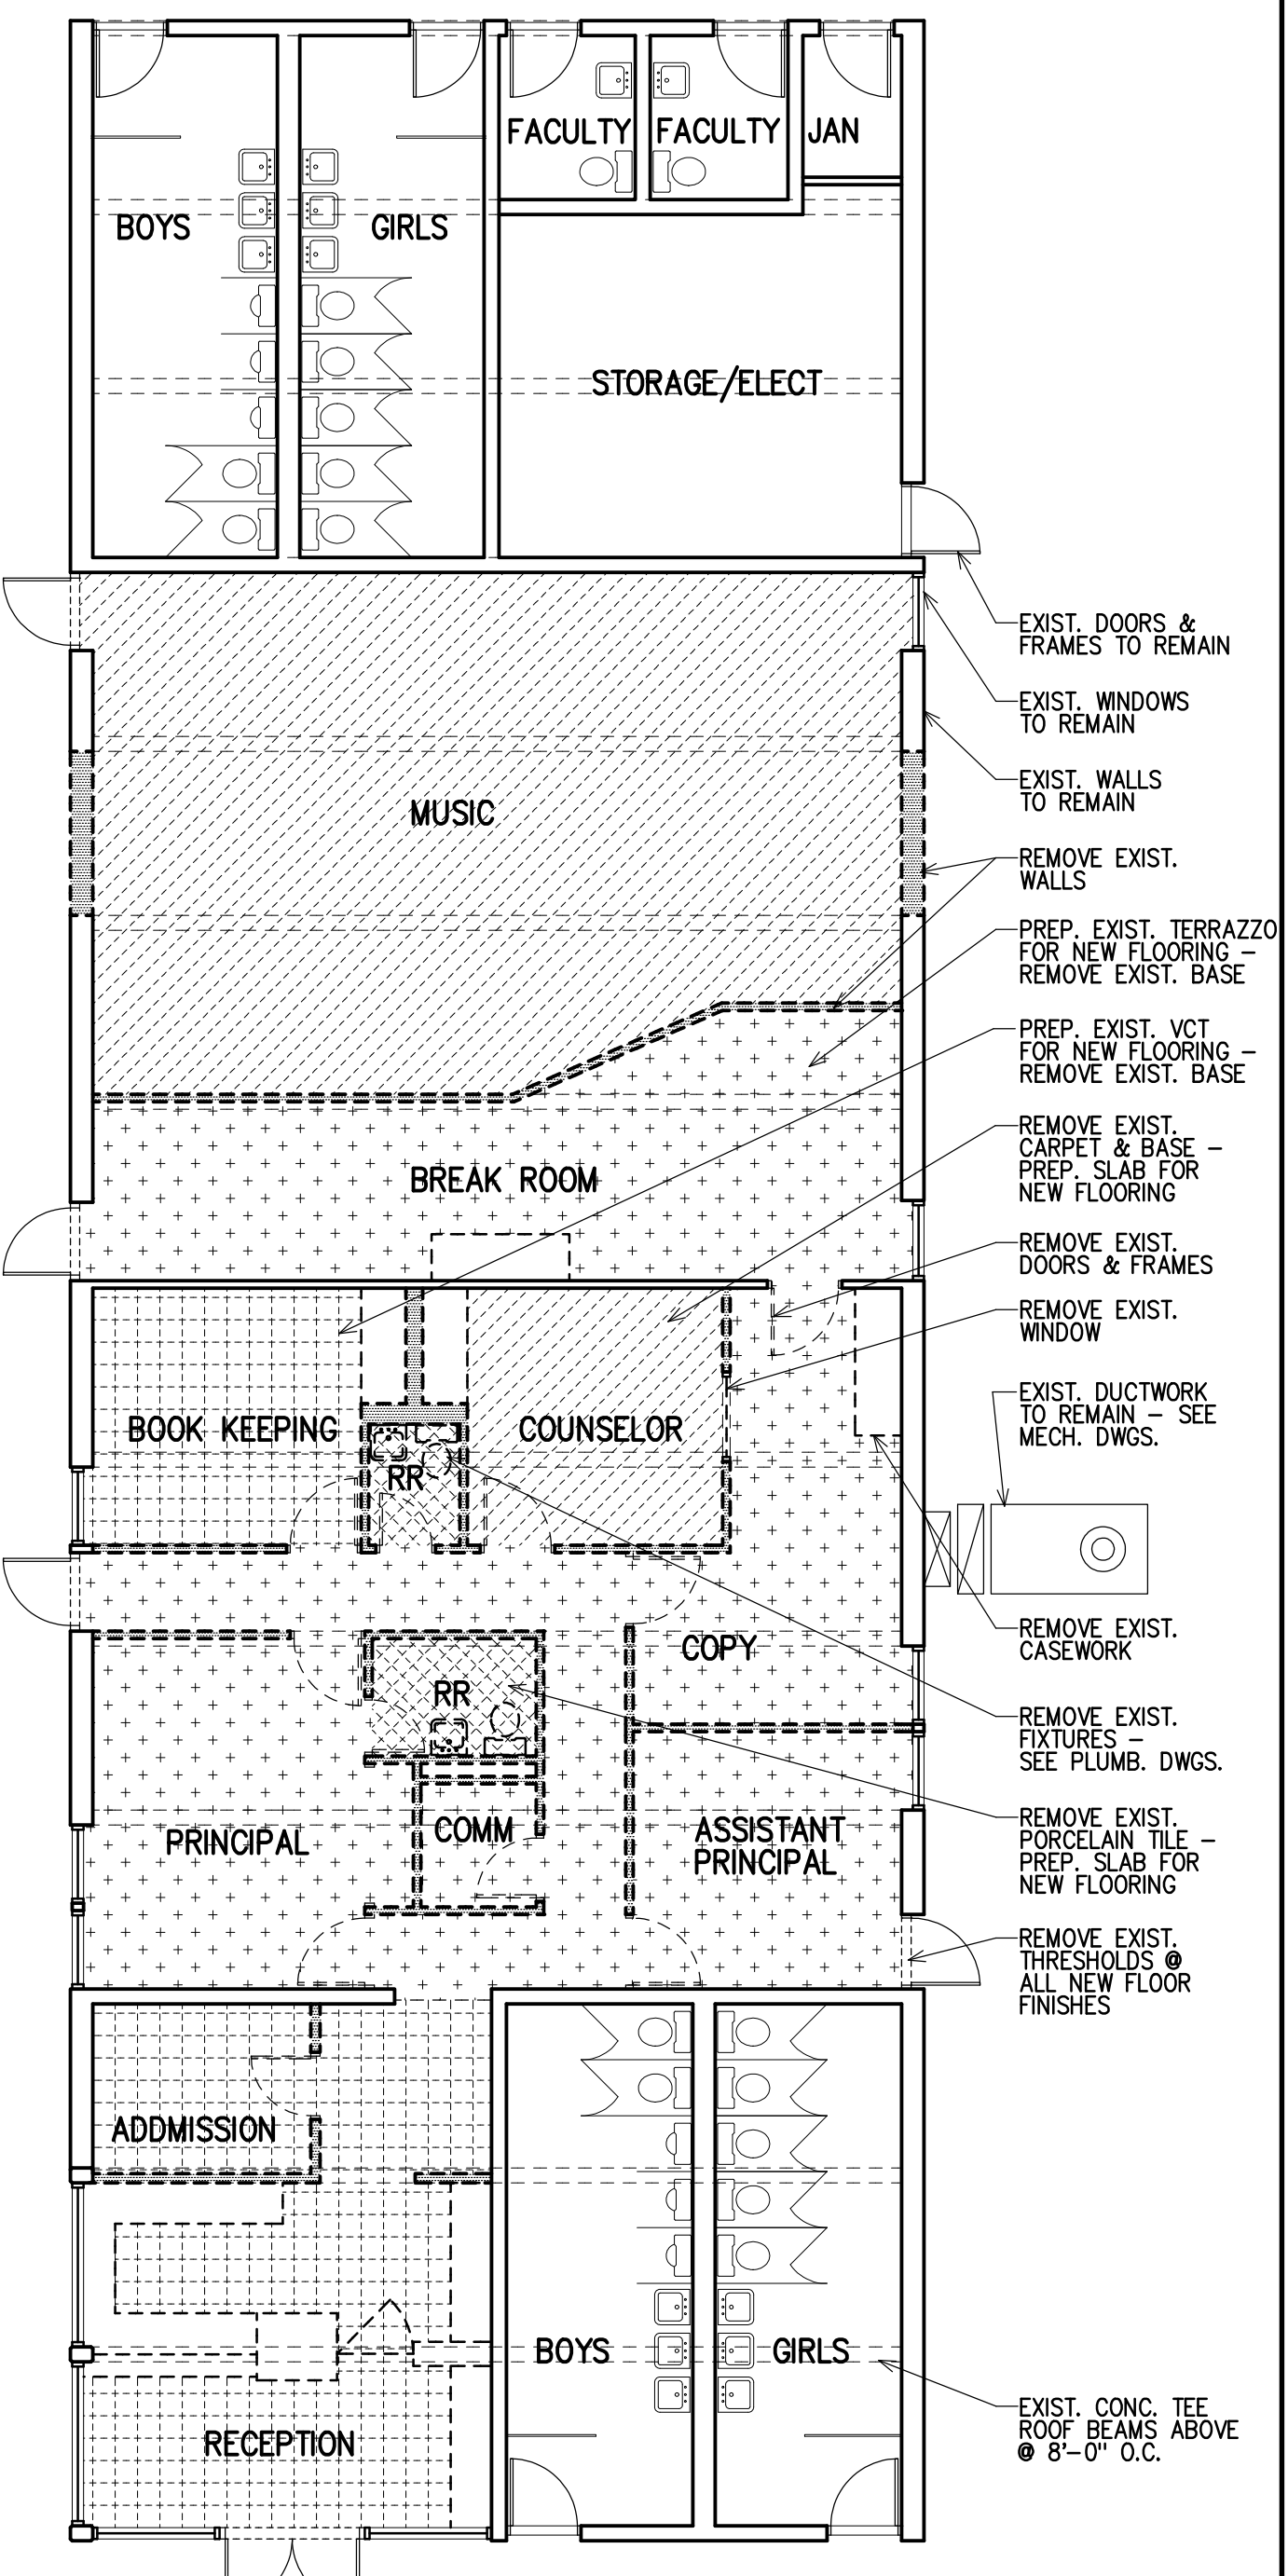 FACULTY FACULTY JAN
BOYS GIRLS
STORAGE/ELECT
EXIST. DOORS &
FRAMES TO REMAIN
EXIST. WINDOWS
TO REMAIN
EXIST. WALLS
TO REMAIN
MUSIC
REMOVE EXIST.
WALLS
PREP. EXIST. TERRAZZO
FOR NEW FLOORING –
REMOVE EXIST. BASE
PREP. EXIST. VCT
FOR NEW FLOORING –
REMOVE EXIST. BASE
REMOVE EXIST.
CARPET & BASE –
PREP. SLAB FOR
NEW FLOORING
BREAK ROOM
REMOVE EXIST.
DOORS & FRAMES
REMOVE EXIST.
WINDOW
EXIST. DUCTWORK
TO REMAIN – SEE
MECH. DWGS.
BOOK KEEPING
COUNSELOR
RR
REMOVE EXIST.
CASEWORK
COPY
RR
REMOVE EXIST.
FIXTURES –
SEE PLUMB. DWGS.
PRINCIPAL
COMM
ASSISTANT
PRINCIPAL
REMOVE EXIST.
PORCELAIN TILE –
PREP. SLAB FOR
NEW FLOORING
REMOVE EXIST.
THRESHOLDS @
ALL NEW FLOOR
FINISHES
ADDMISSION
BOYS GIRLS
RECEPTION
EXIST. CONC. TEE
ROOF BEAMS ABOVE
@ 8'–0" O.C.